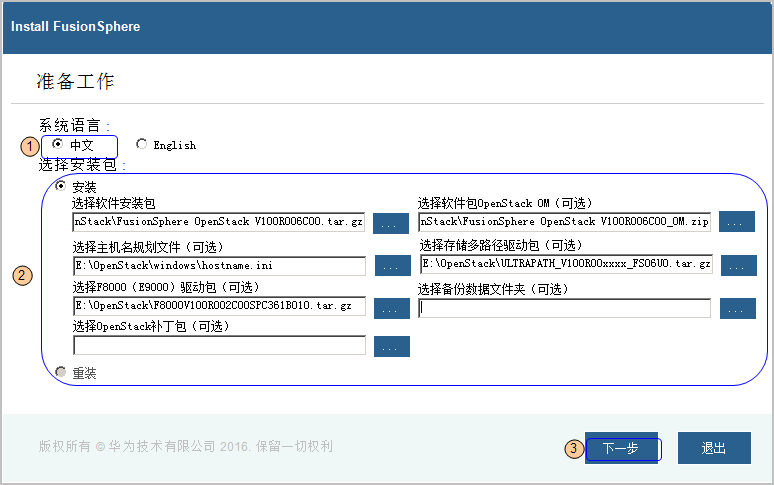 Install FusionSphere
准备工作
系统语言：
1
中文
English
选择安装包：
安装
选择软件安装包
选择软件包OpenStack OM（可选）
nStack\FusionSphere OpenStack V100R006C00.tar.gz
...
nStack\FusionSphere OpenStack V100R006C00_OM.zip
...
选择主机名规划文件（可选）
选择存储多路径驱动包（可选）
E:\OpenStack\windows\hostname.ini
...
E:\OpenStack\ULTRAPATH_V100R00xxxx_FS06U0.tar.gz
...
2
选择F8000（E9000）驱动包（可选）
选择备份数据文件夹（可选）
E:\OpenStack\F8000V100R002C00SPC361B010.tar.gz
...
...
选择OpenStack补丁包（可选）
...
重装
版权所有 © 华为技术有限公司 2016. 保留一切权利
3
下一步
退出